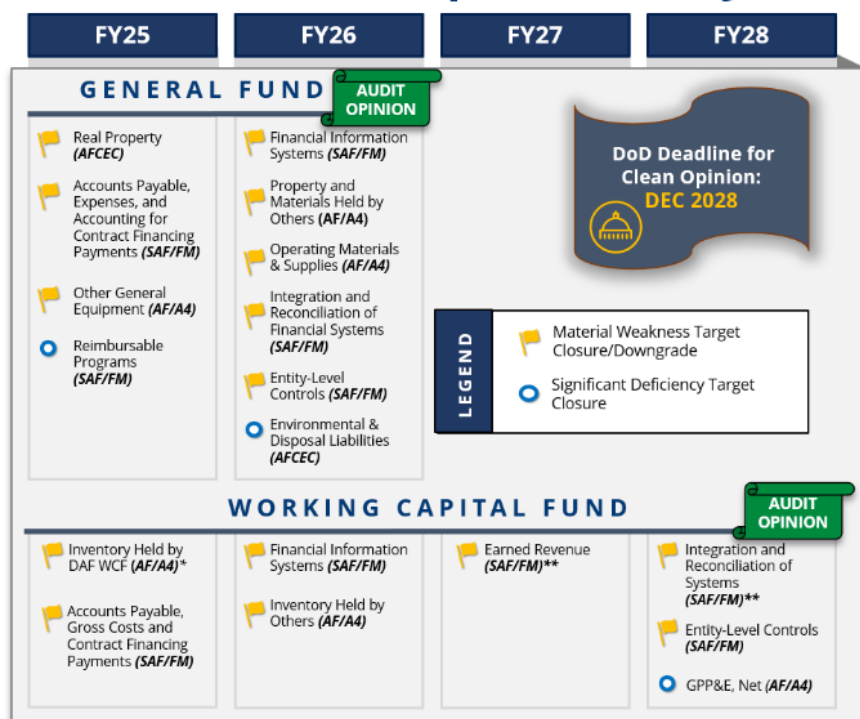 FY25
FY26
FY27
FY28
GENERAL FUND
AUDIT
OPINION
Real Property
(AFCEC)
Accounts Payable,
Expenses, and
Accounting for
Contract Financing
Payments (SAF/FM)
Other General
Equipment (AF/A4)
Reimbursable
Programs
(SAF/FM)
Financial Information
Systems (SAF/FM)
Property and
Materials Held by
Others (AF/A4)
Operating Materials
& Supplies (AF/A4)
Integration and
Reconciliation of
Financial Systems
(SAF/FM)
Entity-Level
Controls (SAF/FM)
Environmental &
Disposal Liabilities
(AFCEC)
DoD Deadline for
Clean Opinion:
DEC 2028
LEGEND
Material Weakness Target
Closure/Downgrade
Significant Deficiency Target
Closure
WORKING CAPITAL FUND
AUDIT
OPINION
Inventory Held by
DAF WCF (AF/A4)*
Accounts Payable,
Gross Costs and
Contract Financing
Payments (SAF/FM)
Financial Information
Systems (SAF/FM)
Inventory Held by
Others (AF/A4)
Earned Revenue
(SAF/FM)**
Integration and
Reconciliation of
Systems
(SAF/FM)**
Entity-Level Controls
(SAF/FM)
GPP&E, Net (AF/A4)